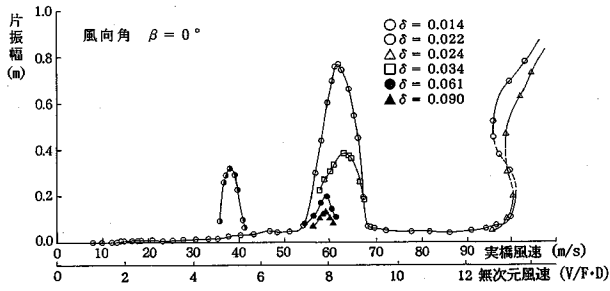 片振幅(m)
風向角 β = 0°
○ δ = 0.014
○ δ = 0.022
△ δ = 0.024
□ δ = 0.034
● δ = 0.061
▲ δ = 0.090
0.8
0.6
0.4
0.2
0.0
0 10 20 30 40 50 60 70 80 90 実橋風速 (m/s)
0 2 4 6 8 10 12 無次元風速 (V/F·D)